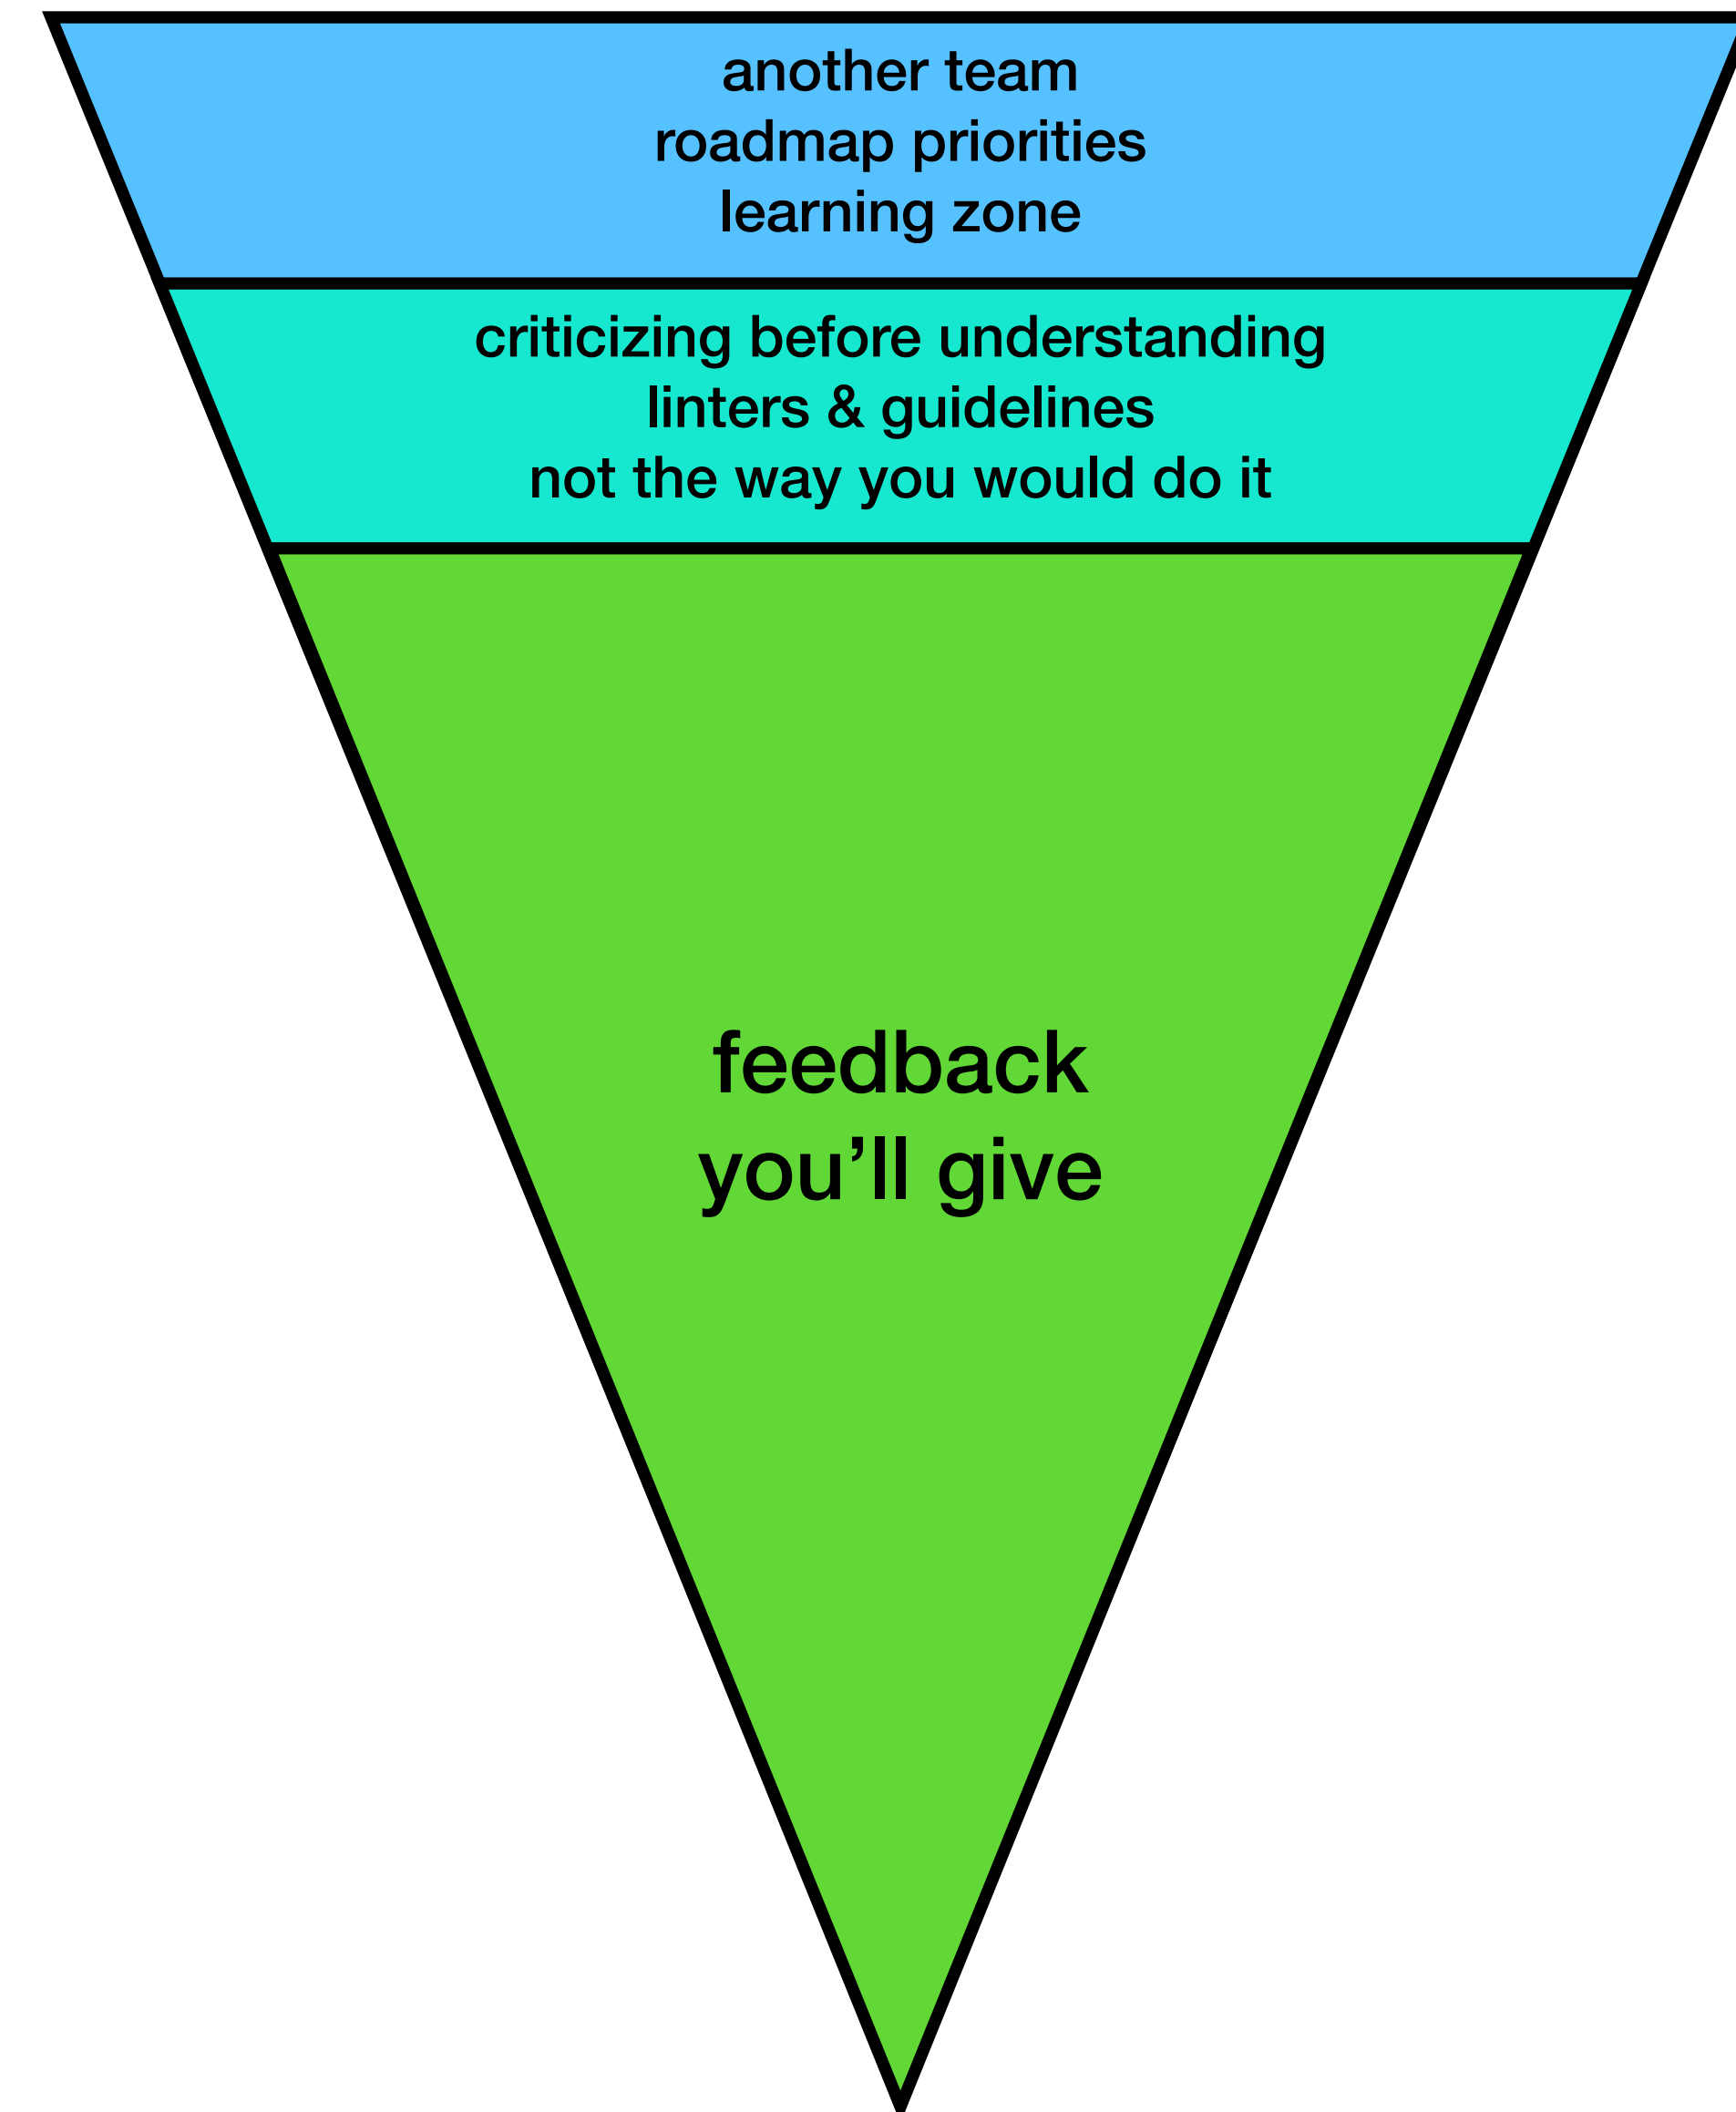 another team
roadmap priorities
learning zone
criticizing before understanding
linters & guidelines
not the way you would do it
feedback
you’ll give